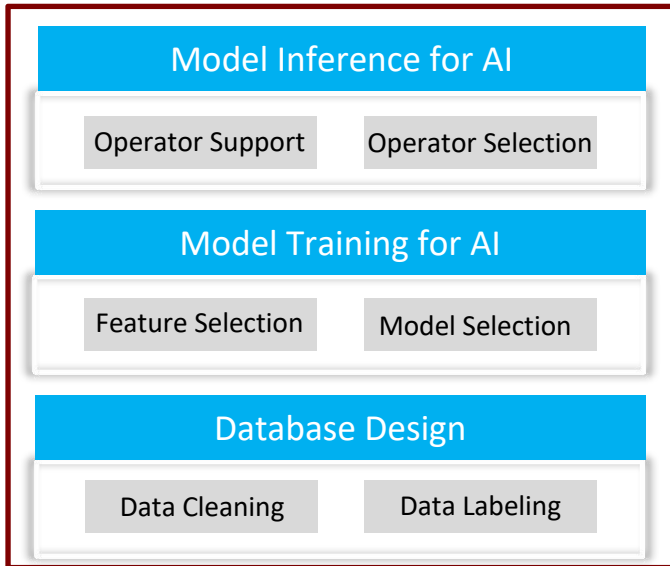 Model Inference for AI
Operator Support
Operator Selection
Model Training for AI
Feature Selection
Model Selection
Database Design
Data Cleaning
Data Labeling